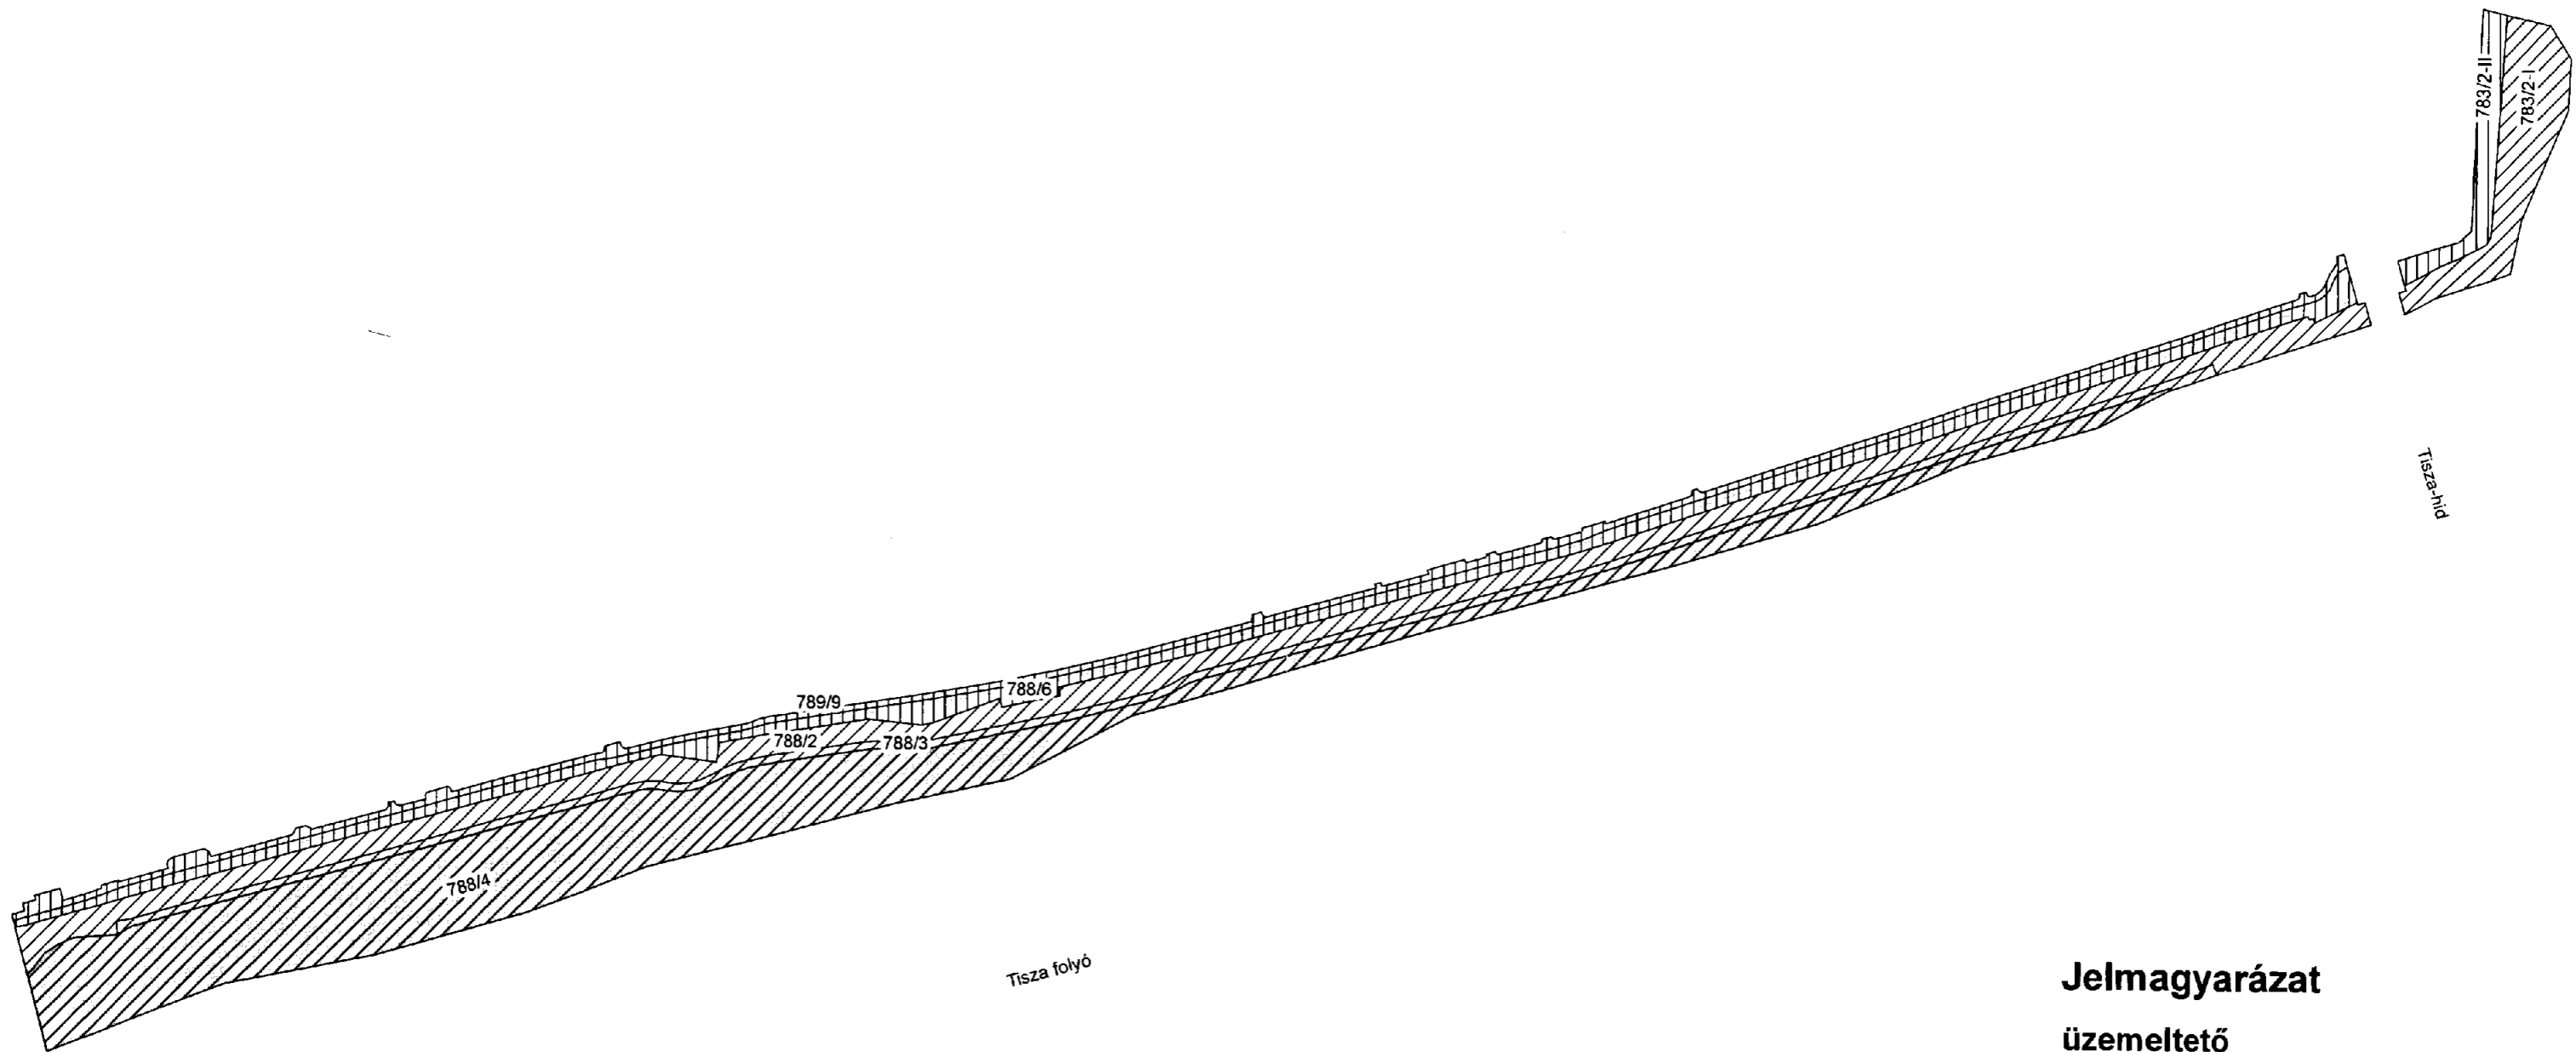 783/2-II
783/2-I
Tisza-hid
789/9
788/6
788/2
788/3
788/4
Tisza folyó
Jelmagyarázat
üzemeltető